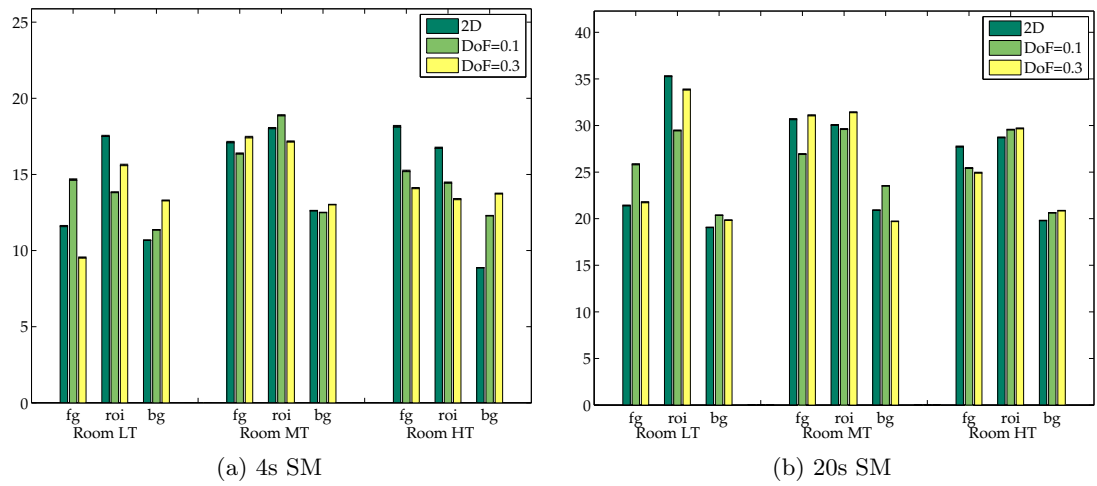 25
20
15
10
5
0
2D
DoF=0.1
DoF=0.3
fg roi bg fg roi bg fg roi bg
Room LT Room MT Room HT
(a) 4s SM
40
35
30
25
20
15
10
5
0
2D
DoF=0.1
DoF=0.3
fg roi bg fg roi bg fg roi bg
Room LT Room MT Room HT
(b) 20s SM